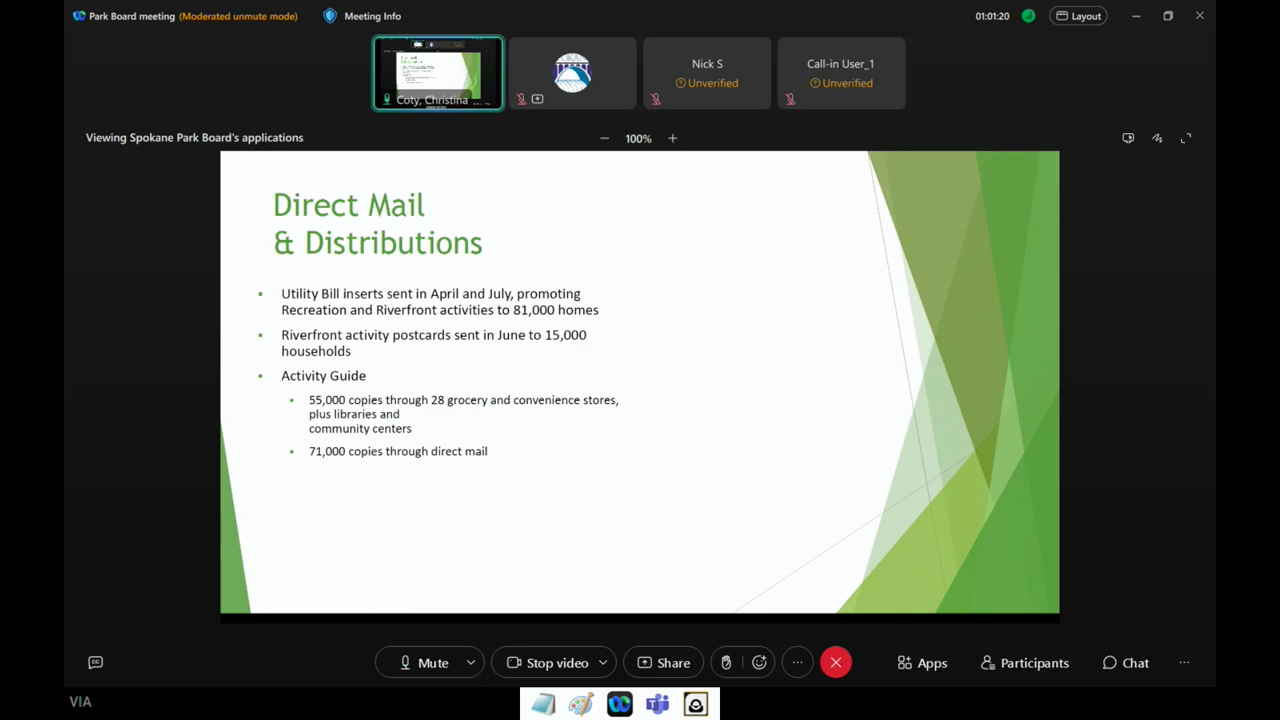 Park Board meeting (Moderated unmute mode)
Meeting Info
01:01:20
Layout
Coty, Christina
Nick S
Unverified
Call-in User_1
Unverified
Viewing Spokane Park Board's applications
100%
Direct Mail
& Distributions
Utility Bill inserts sent in April and July, promoting
Recreation and Riverfront activities to 81,000 homes
Riverfront activity postcards sent in June to 15,000
households
Activity Guide
55,000 copies through 28 grocery and convenience stores,
plus libraries and
community centers
71,000 copies through direct mail
Mute
Stop video
Share
Apps
Participants
Chat
VIA